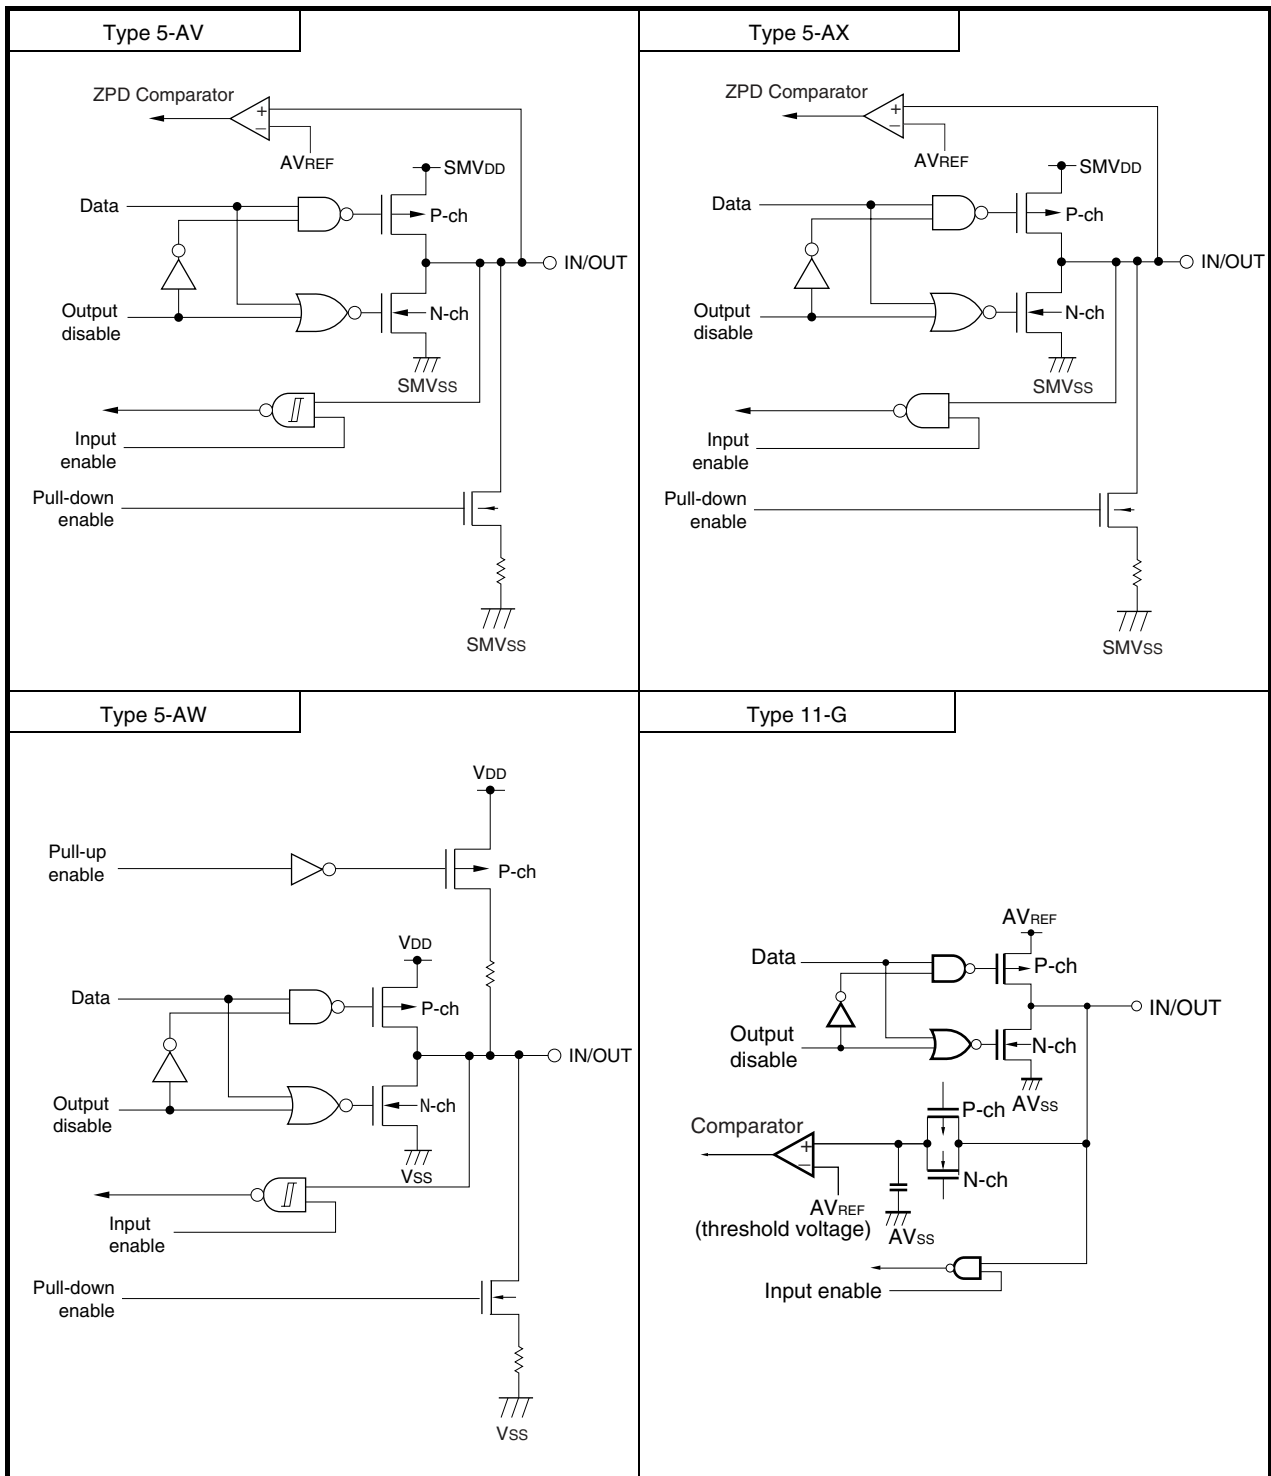 Type 5-AV
ZPD Comparator
+
−
AVREF
SMVDD
Data
P-ch
IN/OUT
Output
disable
N-ch
SMVSS
Input
enable
Pull-down
enable
SMVSS
Type 5-AX
ZPD Comparator
+
−
AVREF
SMVDD
Data
P-ch
IN/OUT
Output
disable
N-ch
SMVSS
Input
enable
Pull-down
enable
SMVSS
Type 5-AW
VDD
Pull-up
enable
P-ch
VDD
Data
P-ch
IN/OUT
Output
disable
N-ch
VSS
Input
enable
Pull-down
enable
VSS
Type 11-G
AVREF
Data
P-ch
IN/OUT
Output
disable
N-ch
AVSS
P-ch
Comparator
+
−
N-ch
AVREF
(threshold voltage)
AVSS
Input enable